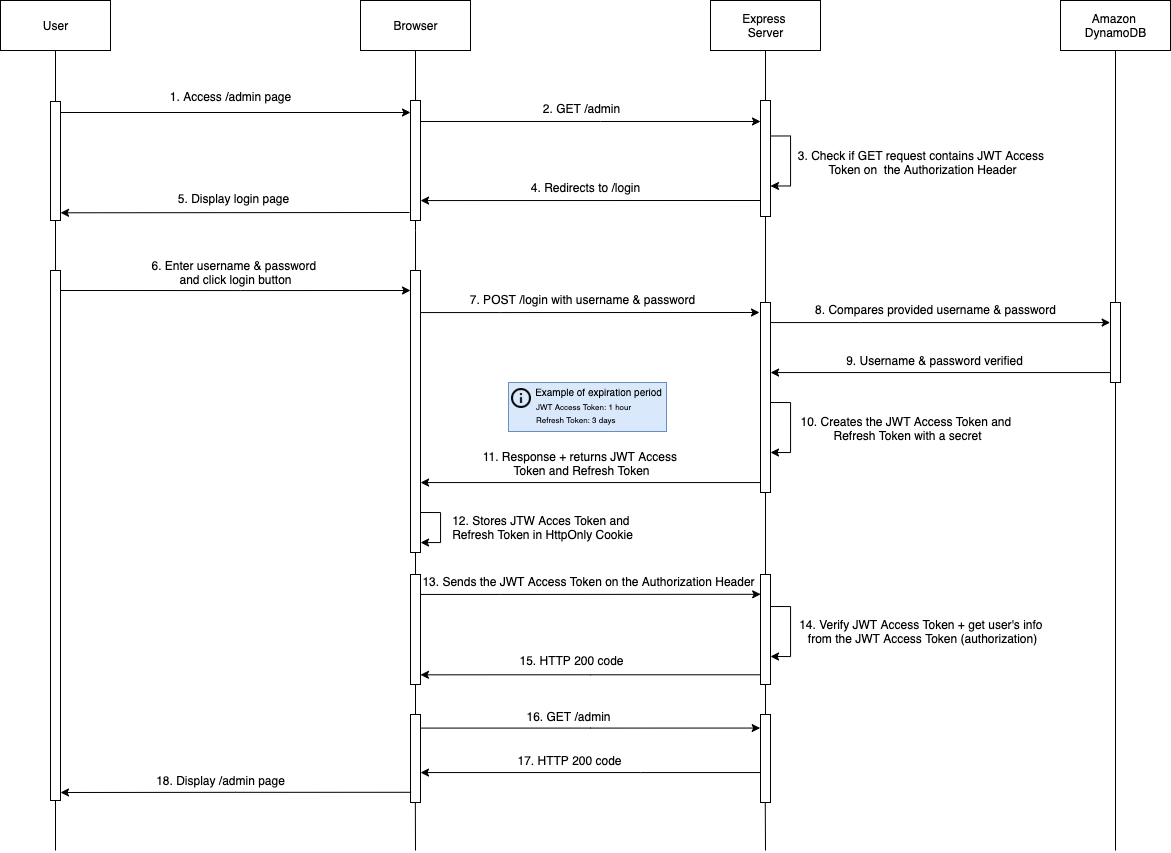 User
Browser
Express
Server
Amazon
DynamoDB
1. Access /admin page
2. GET /admin
3. Check if GET request contains JWT Access
Token on  the Authorization Header
4. Redirects to /login
5. Display login page
6. Enter username & password
and click login button
7. POST /login with username & password
8. Compares provided username & password
9. Username & password verified
Example of expiration period
JWT Access Token: 1 hour
Refresh Token: 3 days
10. Creates the JWT Access Token and
Refresh Token with a secret
11. Response + returns JWT Access
Token and Refresh Token
12. Stores JTW Acces Token and
Refresh Token in HttpOnly Cookie
13. Sends the JWT Access Token on the Authorization Header
14. Verify JWT Access Token + get user's info
from the JWT Access Token (authorization)
15. HTTP 200 code
16. GET /admin
17. HTTP 200 code
18. Display /admin page